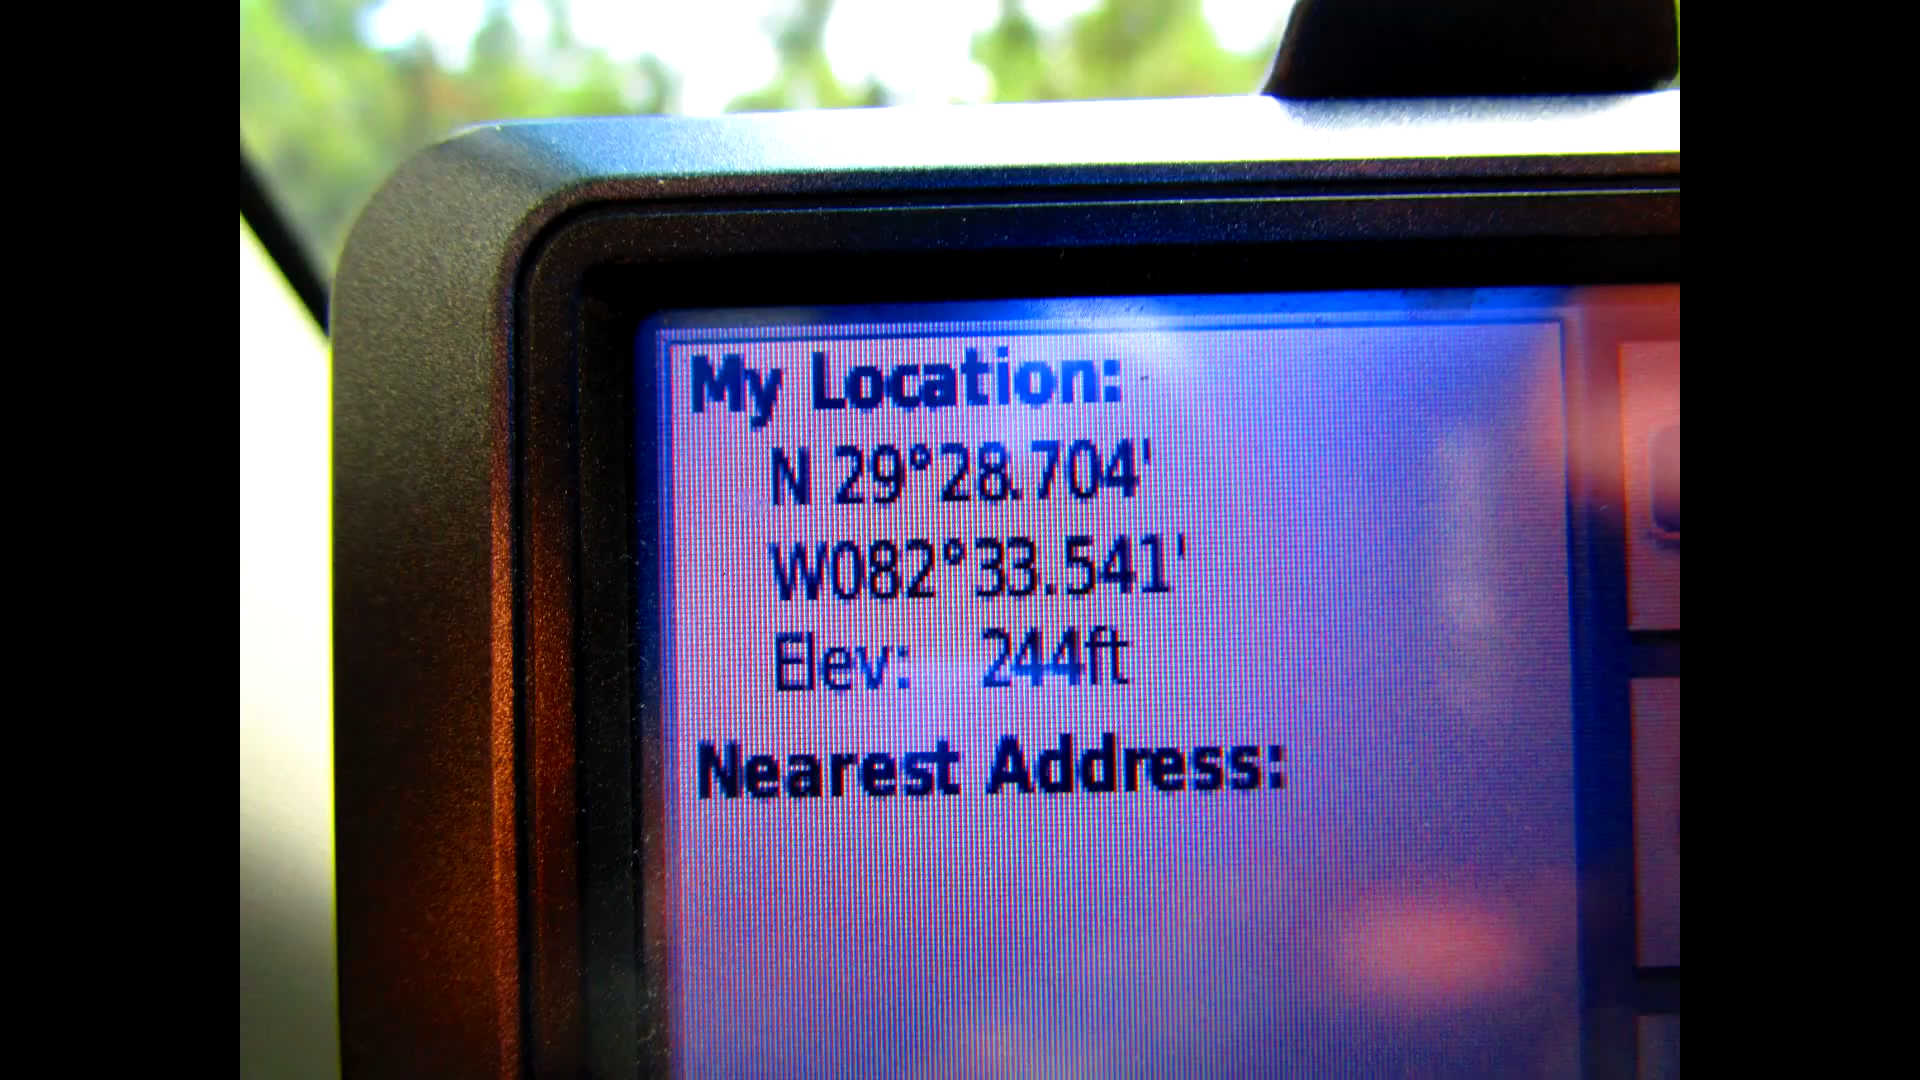 My Location:
N 29°28.704'
W082°33.541'
Elev: 244ft
Nearest Address: